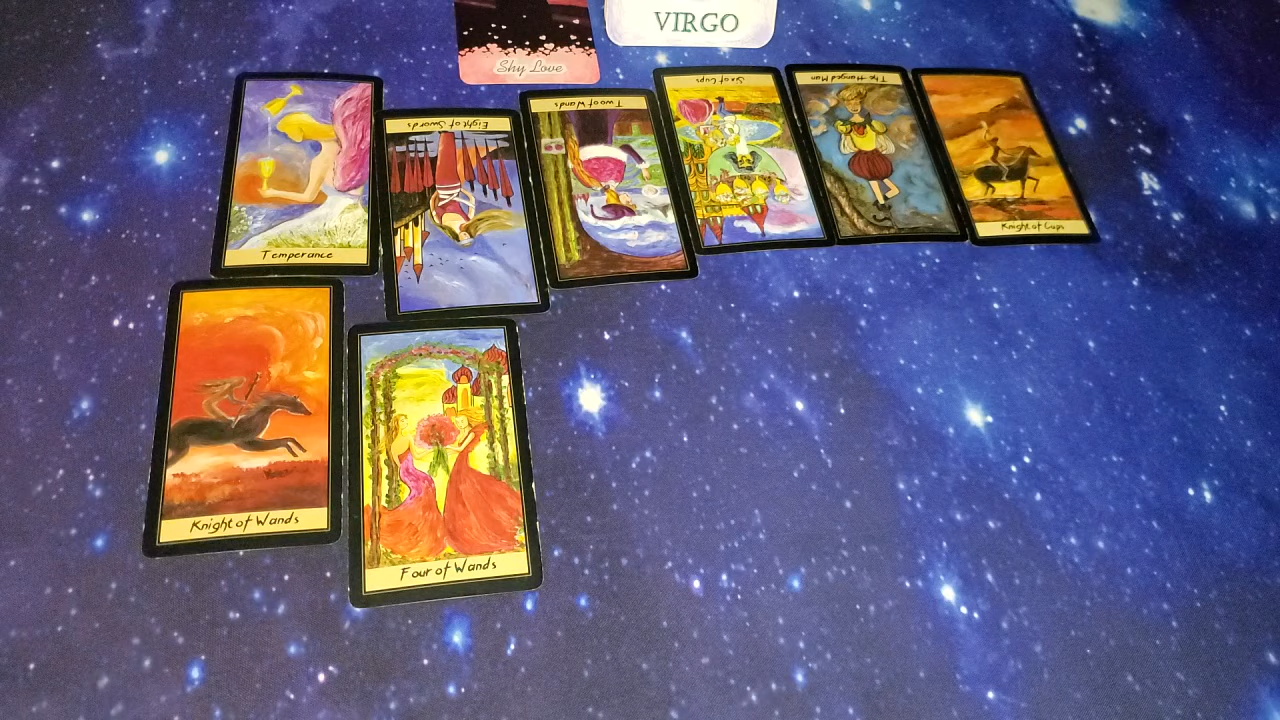 Shy Love
VIRGO
Temperance
Eight of Swords
Two of Wands
Six of Cups
The Hanged Man
Knight of Cups
Knight of Wands
Four of Wands